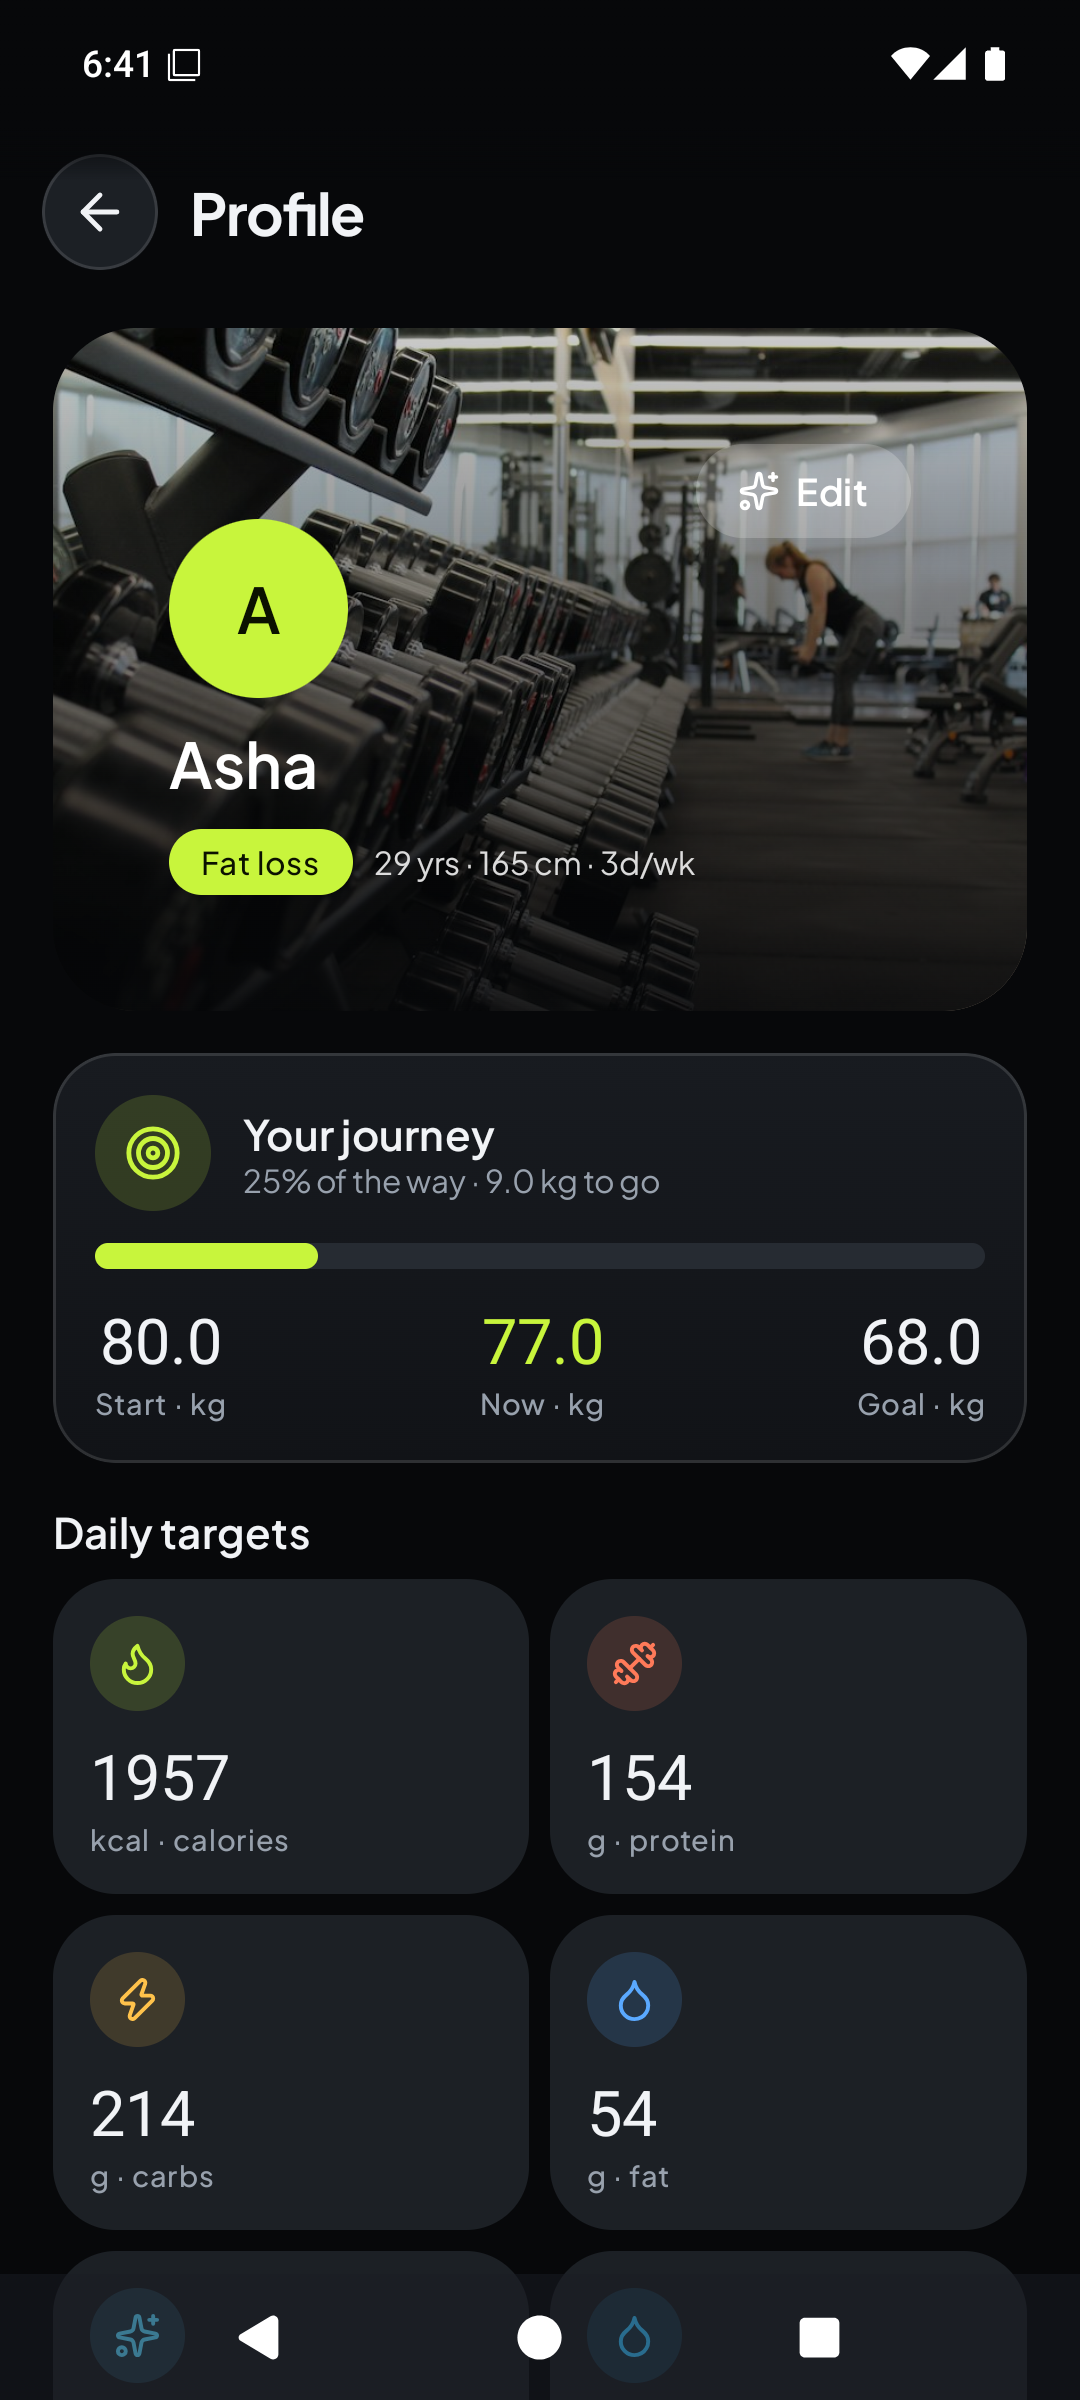 6:41
Profile
Edit
A
Asha
Fat loss
29 yrs · 165 cm · 3d/wk
Your journey
25% of the way · 9.0 kg to go
80.0
77.0
68.0
Start · kg
Now · kg
Goal · kg
Daily targets
1957
154
kcal · calories
g · protein
214
54
g · carbs
g · fat